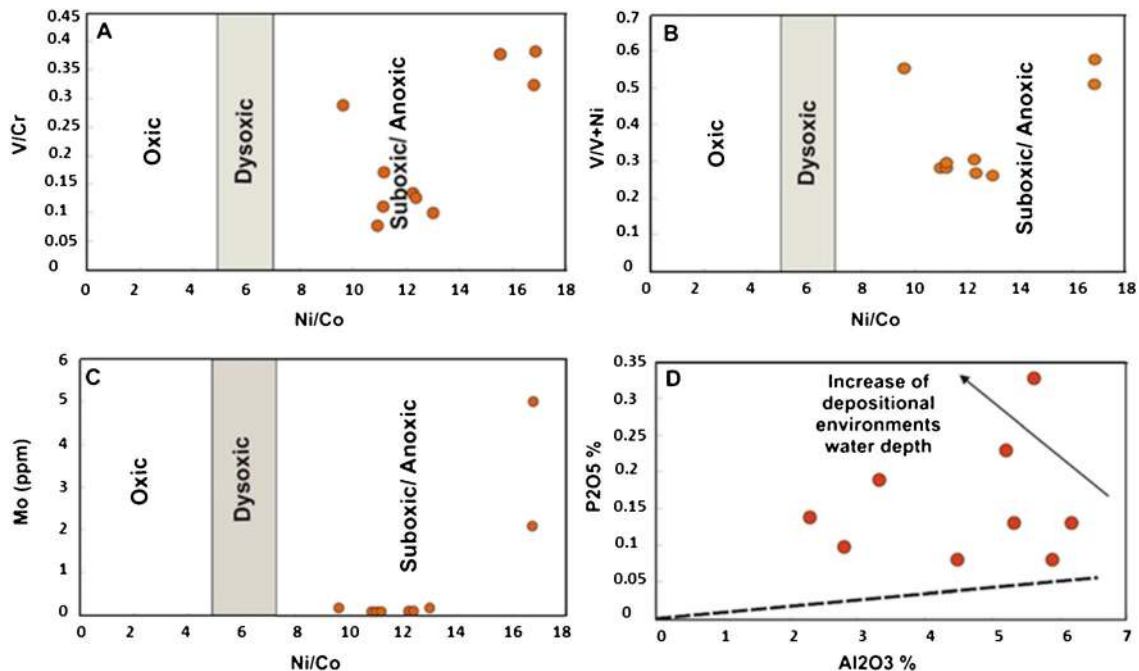 A
V/Cr
0.45
0.4
0.35
0.3
0.25
0.2
0.15
0.1
0.05
0
Oxic
Dysoxic
Suboxic/ Anoxic
0 2 4 6 8 10 12 14 16 18
Ni/Co
B
V/V+Ni
0.7
0.6
0.5
0.4
0.3
0.2
0.1
0
Oxic
Dysoxic
Suboxic/ Anoxic
0 2 4 6 8 10 12 14 16 18
Ni/Co
C
Mo (ppm)
6
5
4
3
2
1
0
Oxic
Dysoxic
Suboxic/ Anoxic
0 2 4 6 8 10 12 14 16 18
Ni/Co
D
P2O5 %
0.35
0.3
0.25
0.2
0.15
0.1
0.05
0
Increase of
depositional
environments
water depth
0 1 2 3 4 5 6 7
Al2O3 %